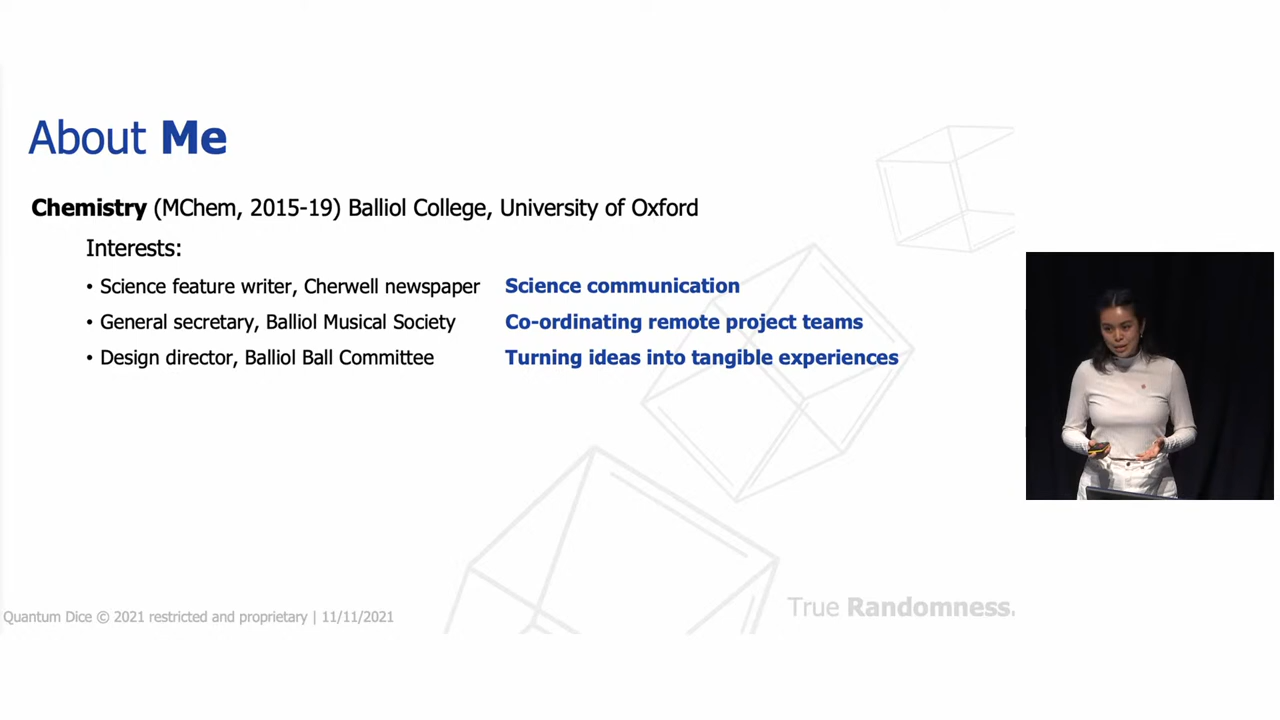 About Me
Chemistry (MChem, 2015-19) Balliol College, University of Oxford
Interests:
• Science feature writer, Cherwell newspaper Science communication
• General secretary, Balliol Musical Society Co-ordinating remote project teams
• Design director, Balliol Ball Committee Turning ideas into tangible experiences
Quantum Dice © 2021 restricted and proprietary | 11/11/2021
True Randomness.